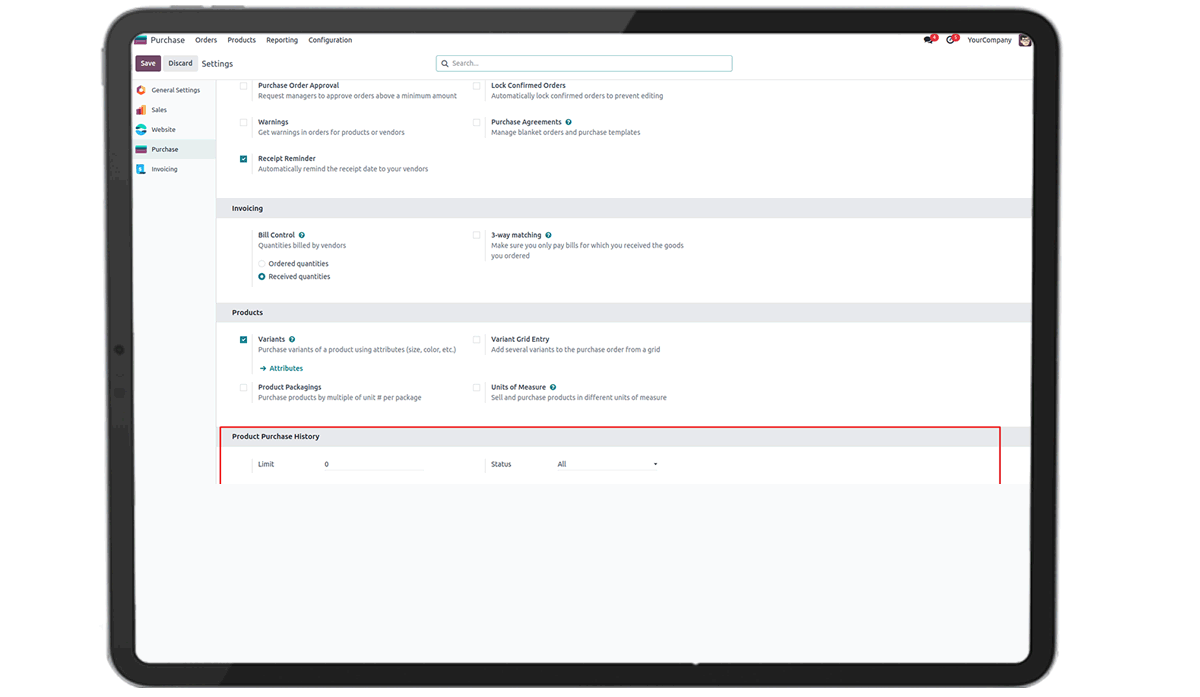 Purchase Orders Products Reporting Configuration
4 5 YourCompany
Save Discard Settings
Search...
General Settings
Sales
Website
Purchase
Invoicing
Purchase Order Approval
Request managers to approve orders above a minimum amount
Lock Confirmed Orders
Automatically lock confirmed orders to prevent editing
Warnings
Get warnings in orders for products or vendors
Purchase Agreements ?
Manage blanket orders and purchase templates
Receipt Reminder
Automatically remind the receipt date to your vendors
Invoicing
Bill Control ?
Quantities billed by vendors
Ordered quantities
Received quantities
3-way matching ?
Make sure you only pay bills for which you received the goods
you ordered
Products
Variants ?
Purchase variants of a product using attributes (size, color, etc.)
→ Attributes
Variant Grid Entry
Add several variants to the purchase order from a grid
Product Packagings
Purchase products by multiple of unit # per package
Units of Measure ?
Sell and purchase products in different units of measure
Product Purchase History
Limit 0
Status All